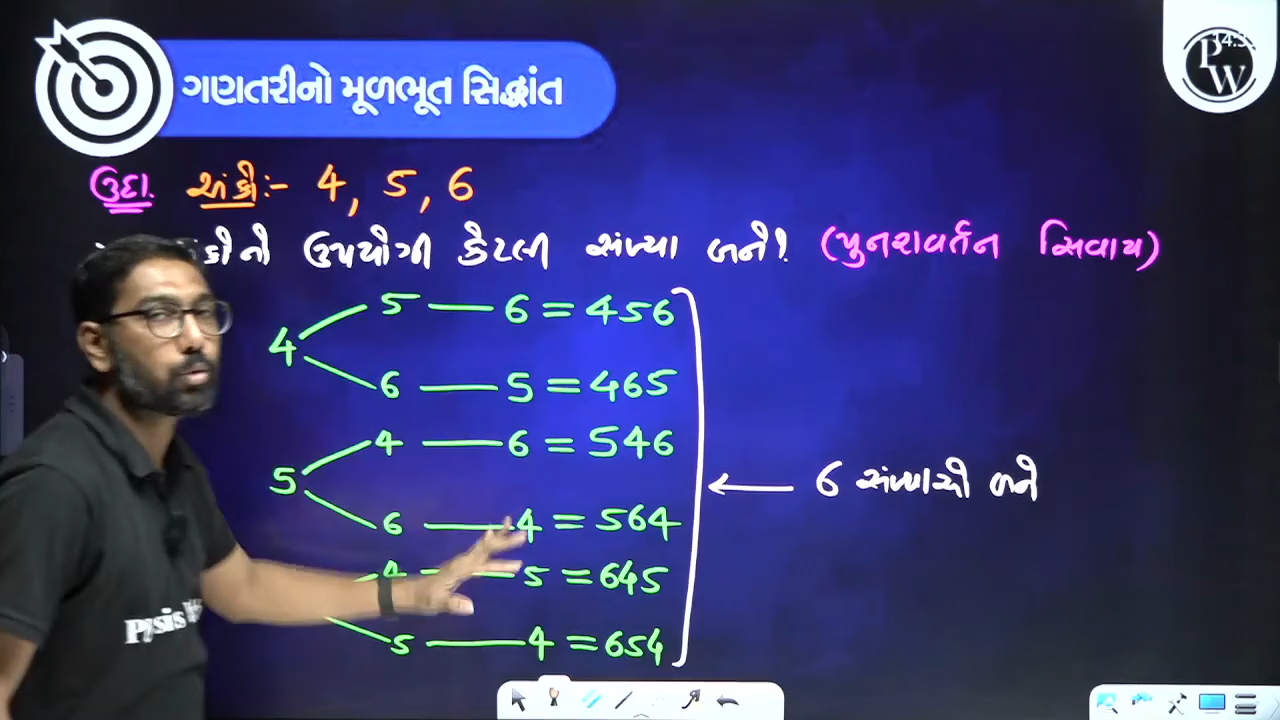 ગણતરીનો મૂળભૂત સિદ્ધાંત
PW
ઉદા. અંકો:- 4, 5, 6
ઉપયોગી કેટલી સંખ્યા બને? (પુનરાવર્તન સિવાય)
4
5 — 6 = 456
6 — 5 = 465
5
4 — 6 = 546
6 — 4 = 564
4 — 5 = 645
5 — 4 = 654
← 6 સંખ્યાઓ બને